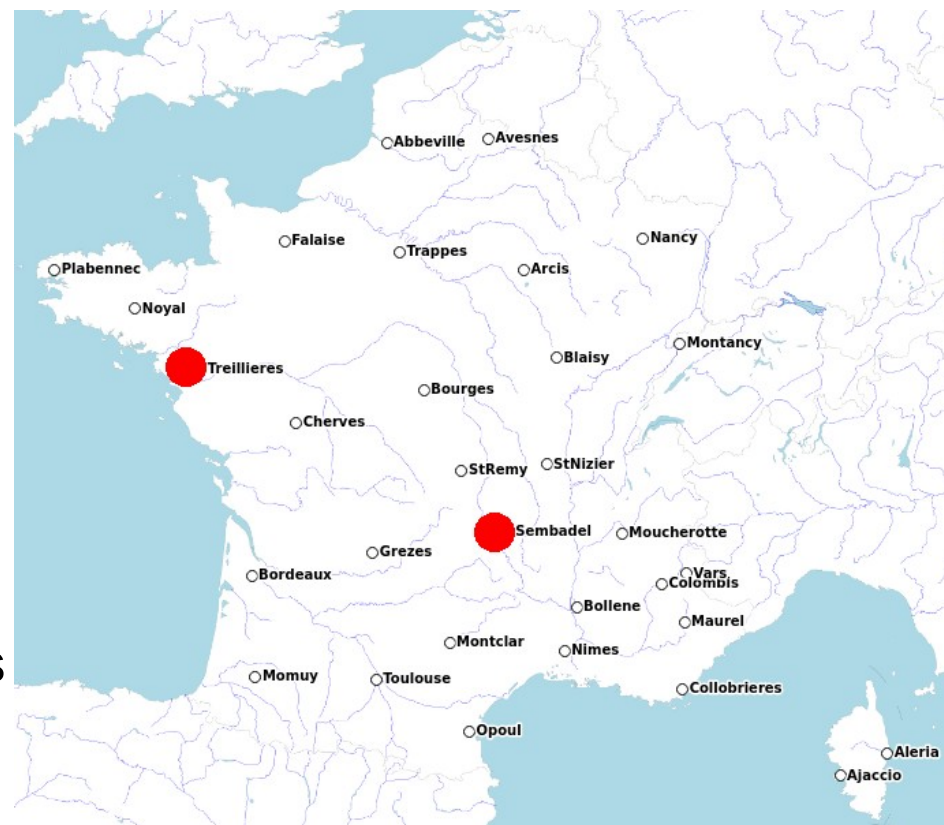 Abbeville
Avesnes
Falaise
Trappes
Nancy
Plabennec
Arcis
Noyal
Montancy
Blaisy
Treillieres
Bourges
Cherves
StRemy
StNizier
Sembadel
Moucherotte
Grezes
Bordeaux
Vars
Colombis
Bollene
Maurel
Montclar
Nimes
s
Momuy
Toulouse
Collobrieres
Opoul
Aleria
Ajaccio